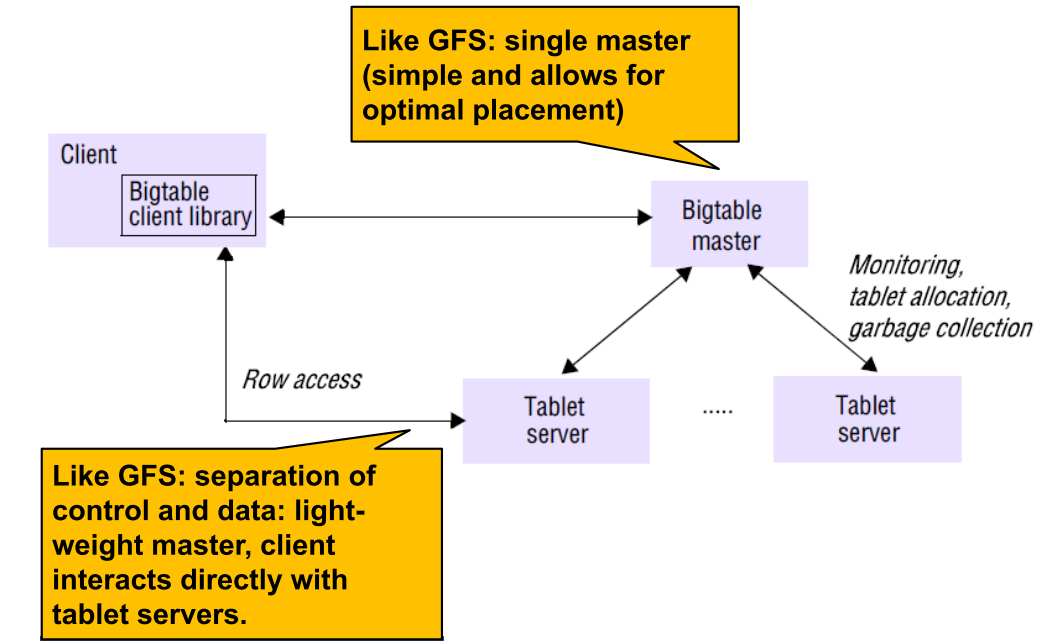 Like GFS: single master
(simple and allows for
optimal placement)
Client
Bigtable
client library
Bigtable
master
Monitoring,
tablet allocation,
garbage collection
Row access
Tablet
server
.....
Tablet
server
Like GFS: separation of
control and data: light-
weight master, client
interacts directly with
tablet servers.